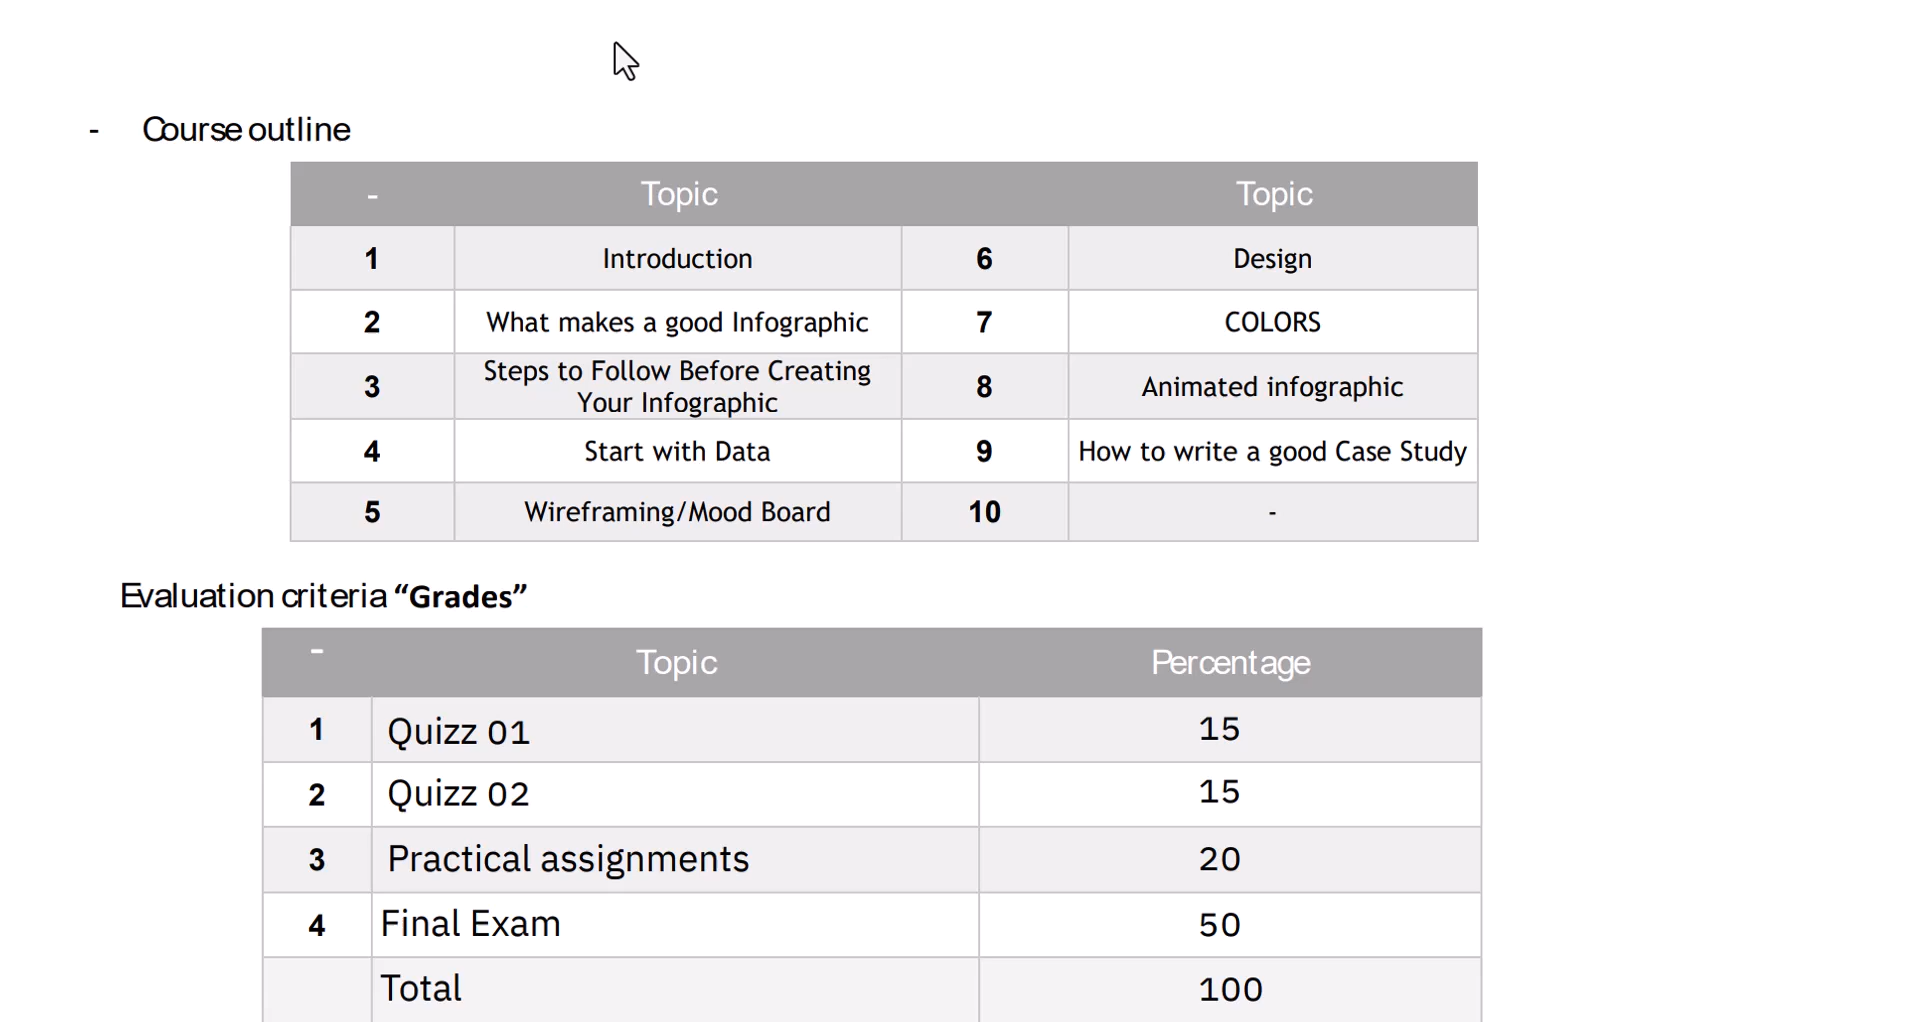 - Course outline
- Topic Topic
1 Introduction 6 Design
2 What makes a good Infographic 7 COLORS
3 Steps to Follow Before Creating
Your Infographic 8 Animated infographic
4 Start with Data 9 How to write a good Case Study
5 Wireframing/Mood Board 10 -
Evaluation criteria “Grades”
- Topic Percentage
1 Quizz 01 15
2 Quizz 02 15
3 Practical assignments 20
4 Final Exam 50
Total 100